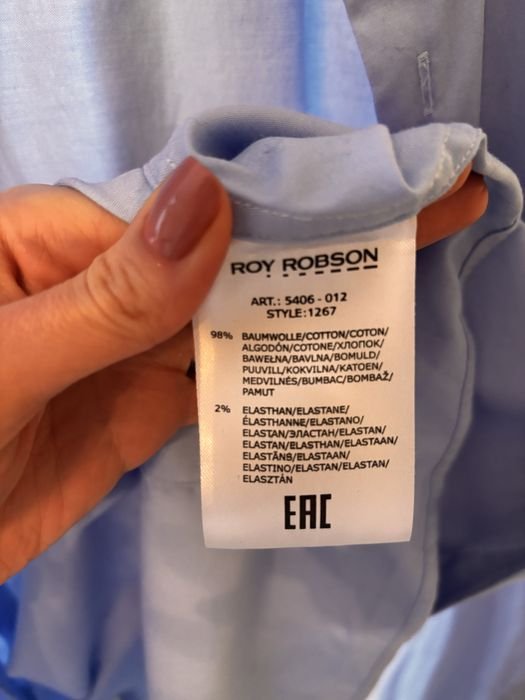 ROY ROBSON
ART.: 5406 - 012
STYLE:1267
98% BAUMWOLLE/COTTON/COTON/
ALGODÓN/COTONE/ХЛОПОК/
BAWEŁNA/BAVLNA/BOMULD/
PUUVILL/KOKVILNA/KATOEN/
MEDVILNĖS/BUMBAC/BOMBAŽ/
PAMUT
2% ELASTHAN/ELASTANE/
ÉLASTHANNE/ELASTANO/
ELASTAN/ЭЛАСТАН/ELASTAN/
ELASTAN/ELASTHAN/ELASTAAN/
ELASTĀNS/ELASTAAN/
ELASTINO/ELASTAN/ELASTAN/
ELASZTÁN
EAC